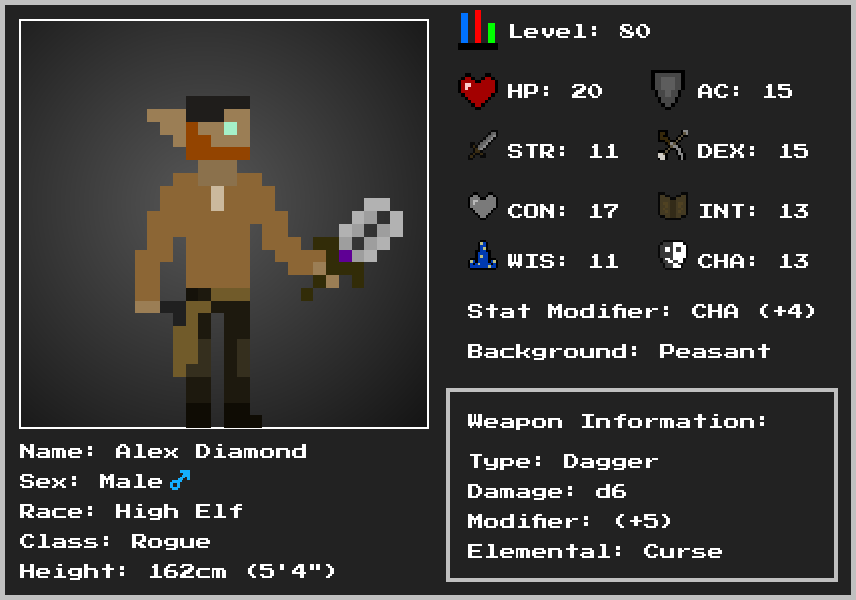 Level: 80
HP: 20
AC: 15
STR: 11
DEX: 15
CON: 17
INT: 13
WIS: 11
CHA: 13
Stat Modifier: CHA (+4)
Background: Peasant
Weapon Information:
Type: Dagger
Damage: d6
Modifier: (+5)
Elemental: Curse
Name: Alex Diamond
Sex: Male♂
Race: High Elf
Class: Rogue
Height: 162cm (5'4")